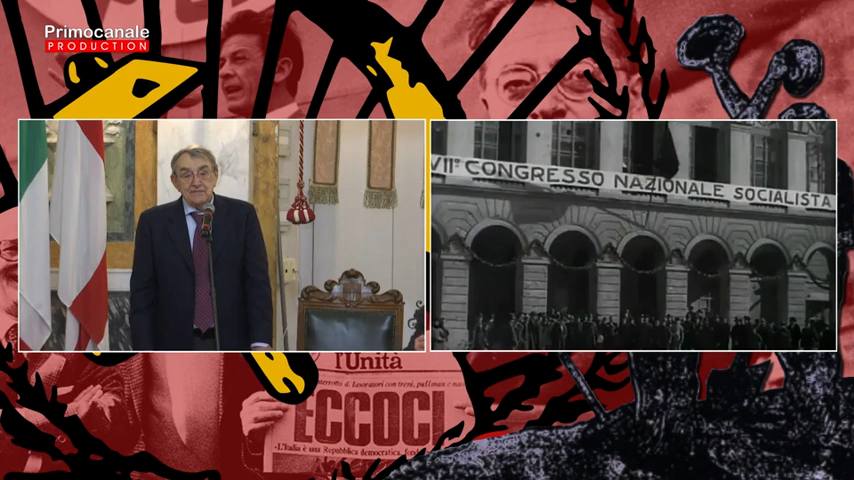 Primocanale
PRODUCTION
VII° CONGRESSO NAZIONALE SOCIALISTA
l'Unità
ECCOCI
«L'Italia è una Repubblica democratica,